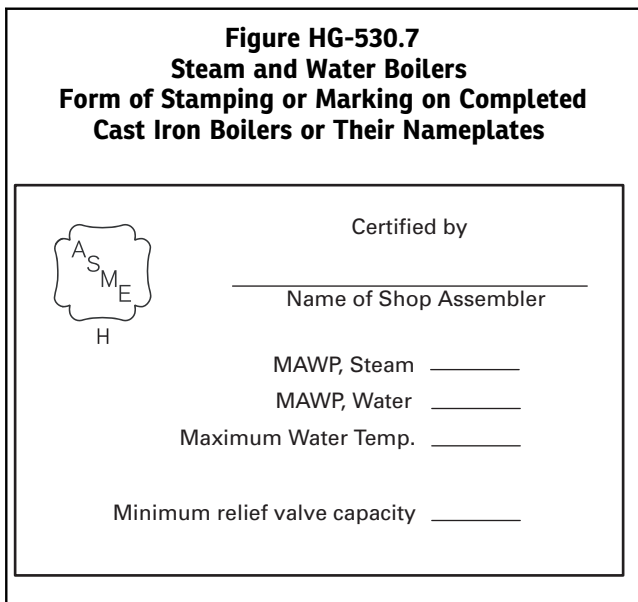 Figure HG-530.7
Steam and Water Boilers
Form of Stamping or Marking on Completed
Cast Iron Boilers or Their Nameplates
ASME
H
Certified by
Name of Shop Assembler
MAWP, Steam
MAWP, Water
Maximum Water Temp.
Minimum relief valve capacity